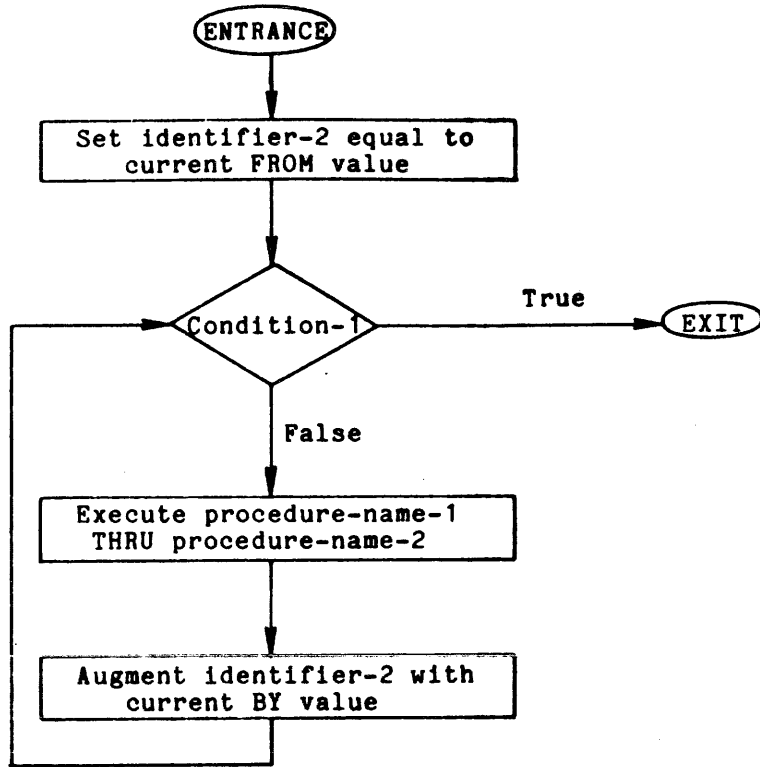 ENTRANCE
Set identifier-2 equal to
current FROM value
Condition-1
True
EXIT
False
Execute procedure-name-1
THRU procedure-name-2
Augment identifier-2 with
current BY value